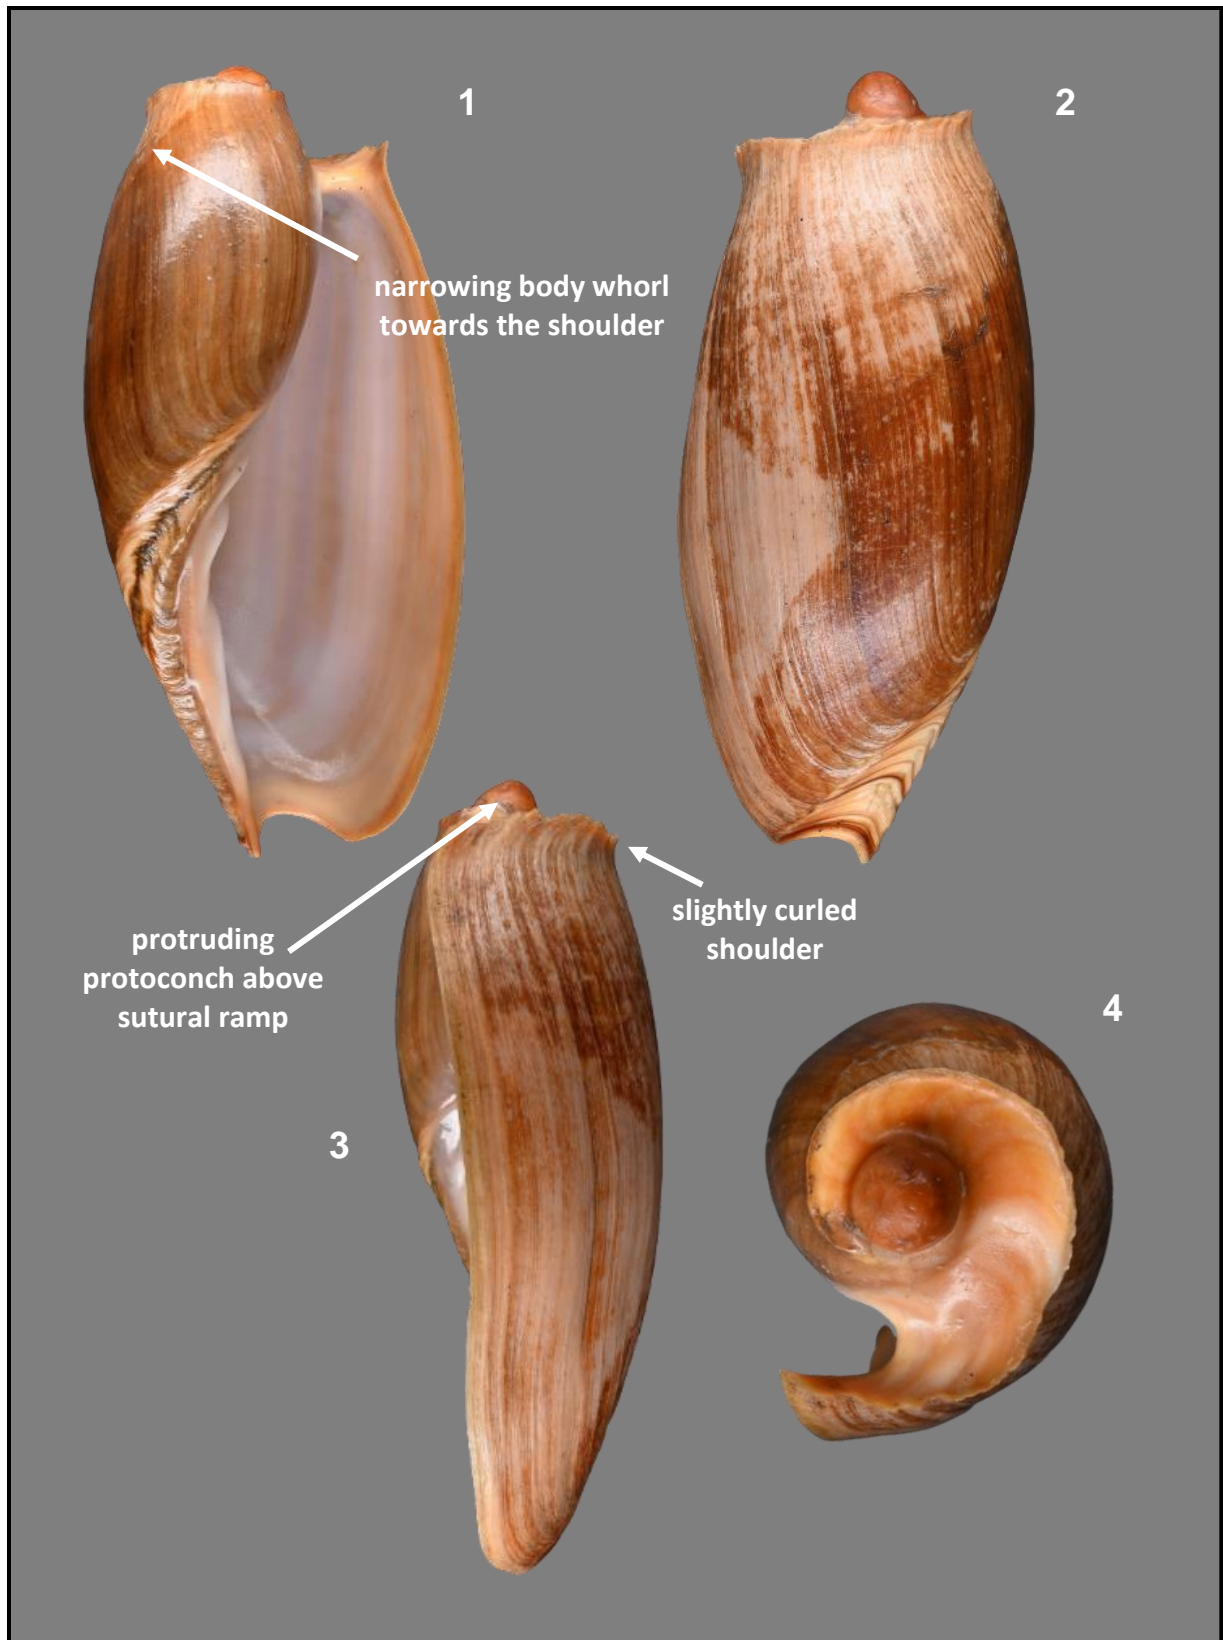 1
2
narrowing body whorl
towards the shoulder
slightly curled
shoulder
protruding
protoconch above
sutural ramp
4
3